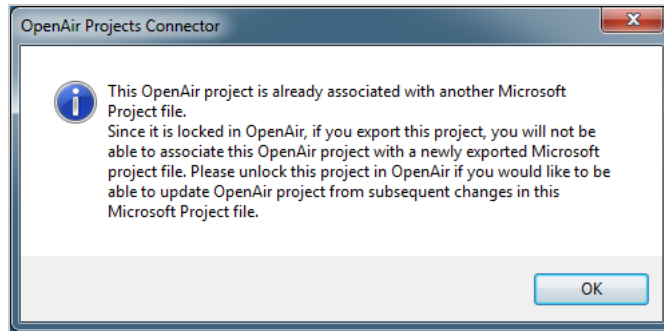 OpenAir Projects Connector
This OpenAir project is already associated with another Microsoft
Project file.
Since it is locked in OpenAir, if you export this project, you will not be
able to associate this OpenAir project with a newly exported Microsoft
project file. Please unlock this project in OpenAir if you would like to be
able to update OpenAir project from subsequent changes in this
Microsoft Project file.
OK